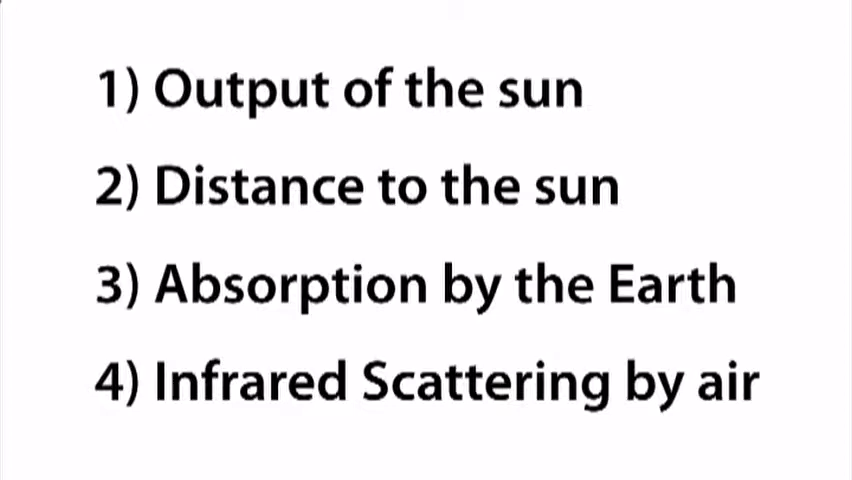 1) Output of the sun
2) Distance to the sun
3) Absorption by the Earth
4) Infrared Scattering by air